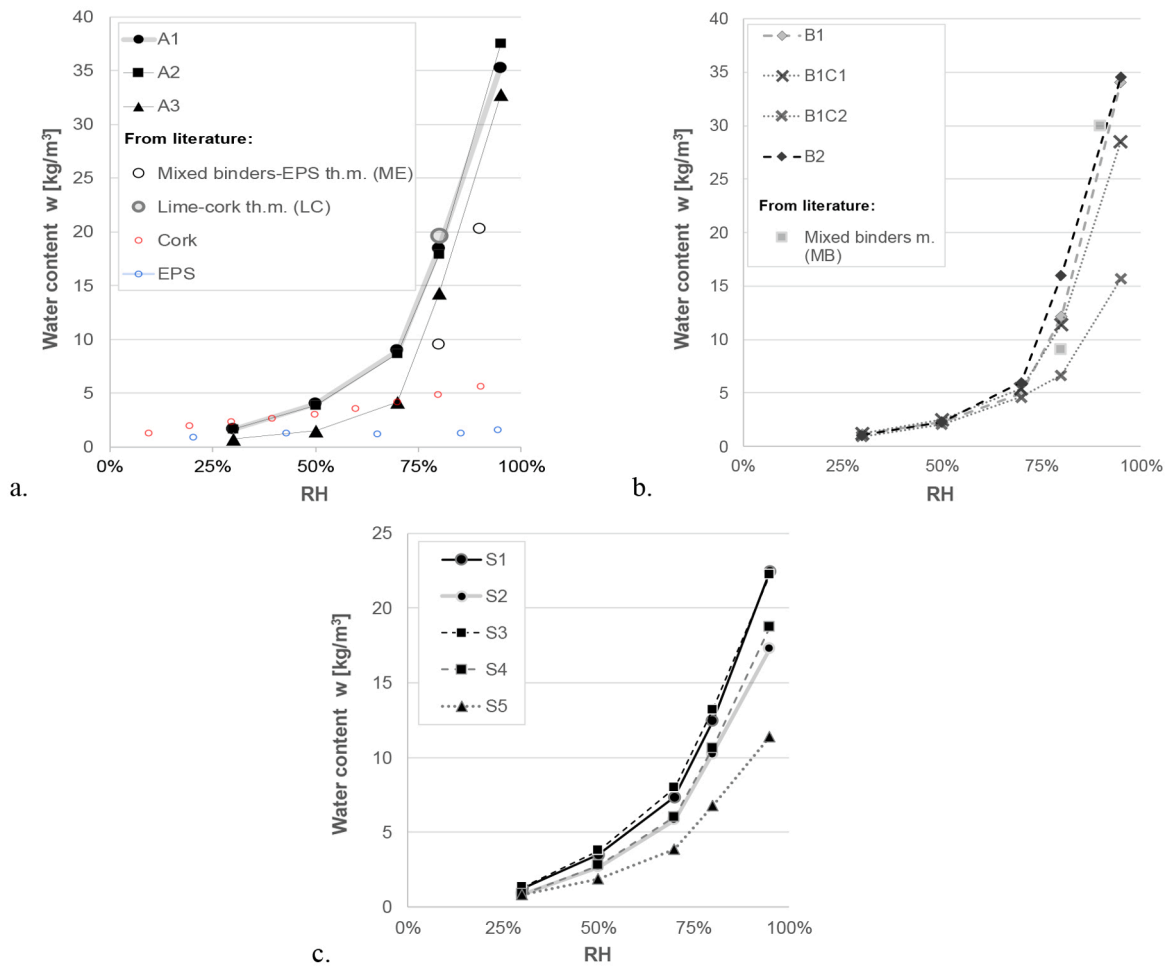 40
35
30
25
20
15
10
5
0
Water content w [kg/m³]
A1
A2
A3
From literature:
Mixed binders-EPS th.m. (ME)
Lime-cork th.m. (LC)
Cork
EPS
0%
25%
50%
75%
100%
RH
a.
40
35
30
25
20
15
10
5
0
Water content w [kg/m³]
B1
B1C1
B1C2
B2
From literature:
Mixed binders m.
(MB)
0%
25%
50%
75%
100%
RH
b.
25
20
15
10
5
0
Water content w [kg/m³]
S1
S2
S3
S4
S5
0%
25%
50%
75%
100%
RH
c.